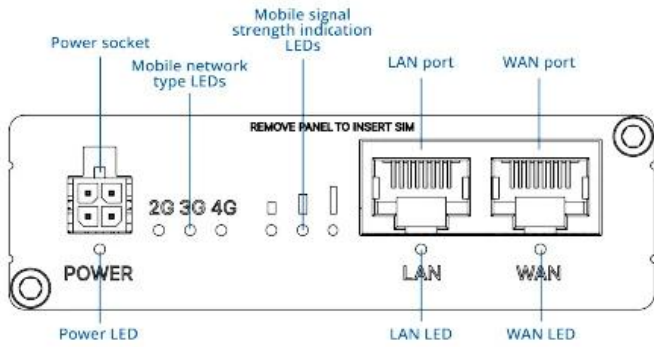 Mobile signal
strength indication
LEDs
Power socket
Mobile network
type LEDs
LAN port
WAN port
REMOVE PANEL TO INSERT SIM
2G 3G 4G
POWER
LAN
WAN
Power LED
LAN LED
WAN LED